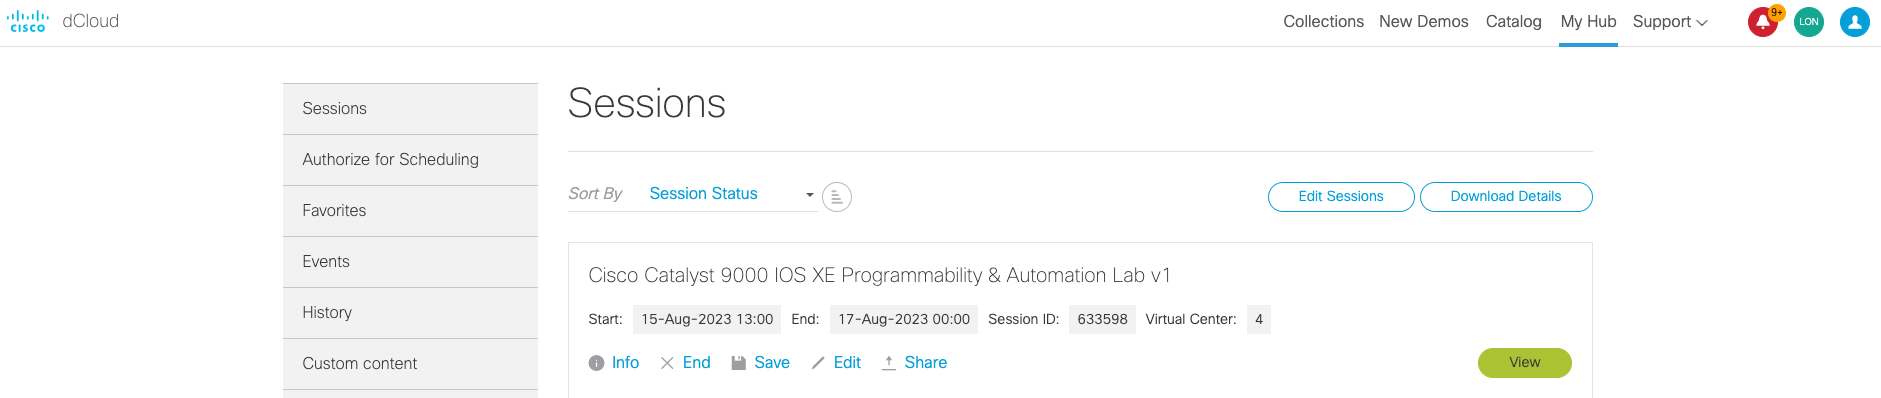 CISCO dCloud Collections New Demos Catalog My Hub Support 9+ LON
Sessions
Authorize for Scheduling
Favorites
Events
History
Custom content
Sessions
Sort By Session Status Edit Sessions Download Details
Cisco Catalyst 9000 IOS XE Programmability & Automation Lab v1
Start: 15-Aug-2023 13:00 End: 17-Aug-2023 00:00 Session ID: 633598 Virtual Center: 4
Info End Save Edit Share View